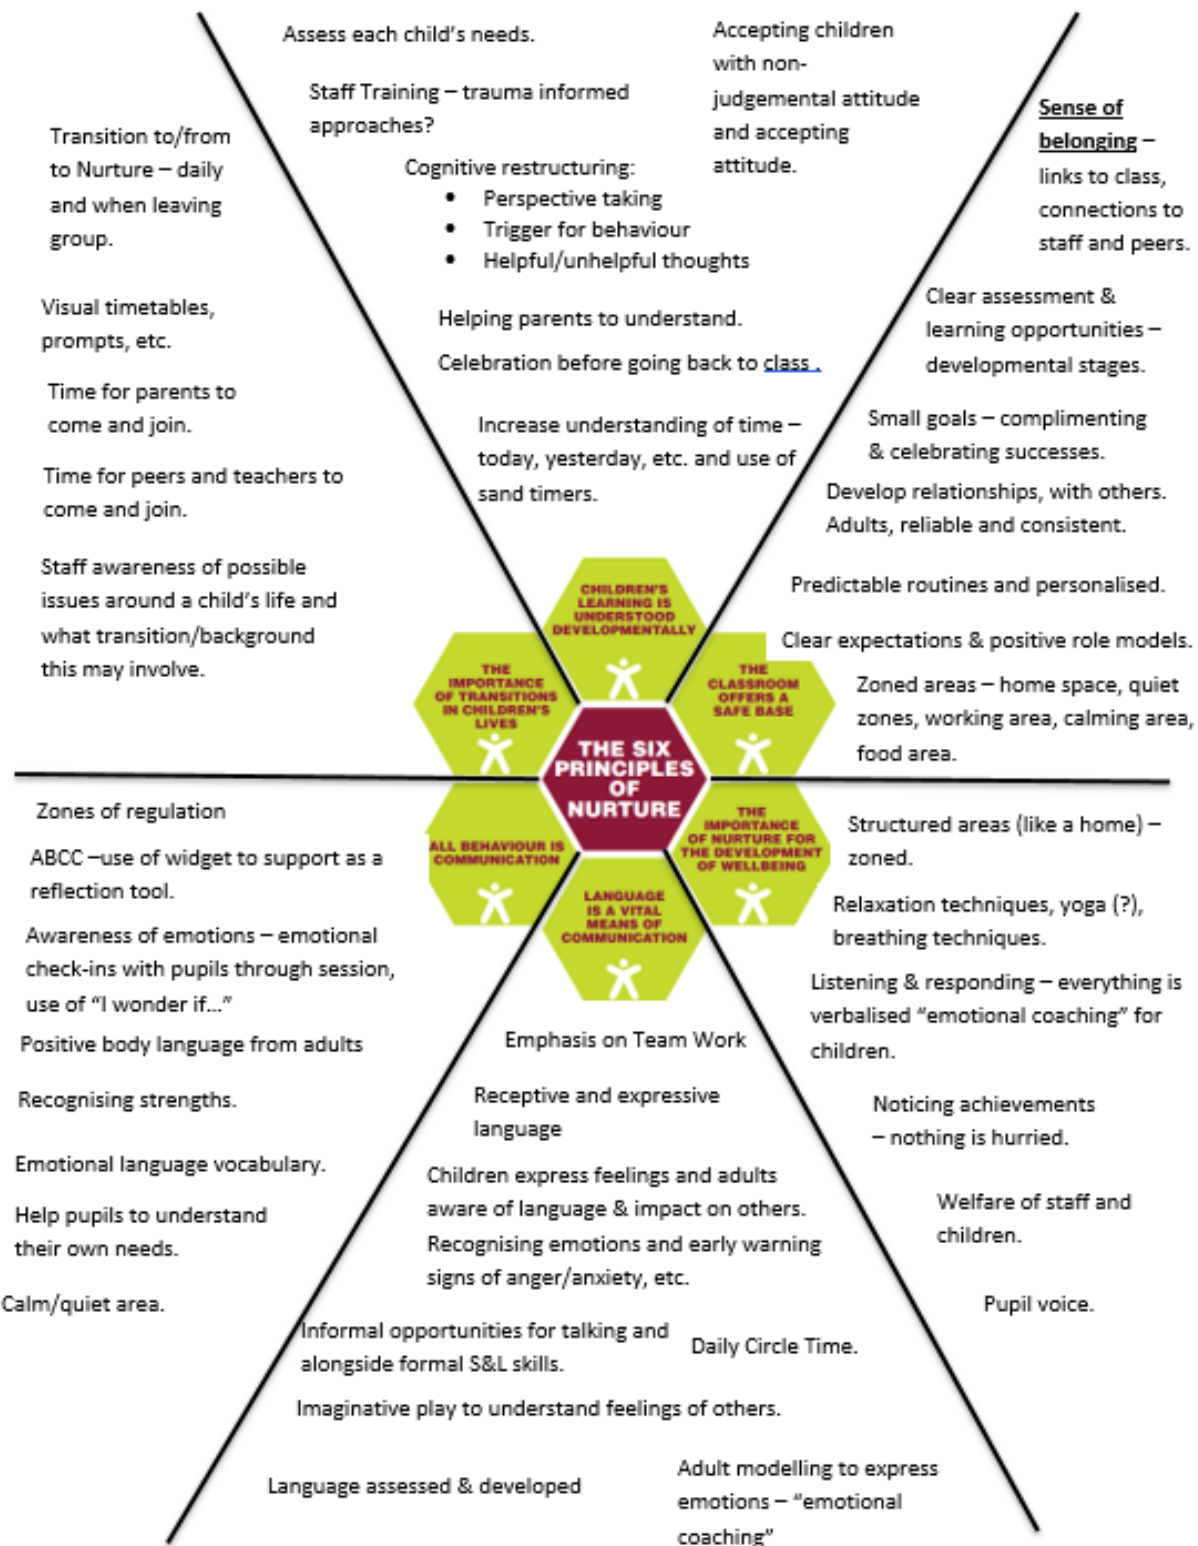 Assess each child's needs.
Staff Training – trauma informed
approaches?
Cognitive restructuring:
• Perspective taking
• Trigger for behaviour
• Helpful/unhelpful thoughts
Accepting children
with non-
judgemental attitude
and accepting
attitude.
Helping parents to understand.
Celebration before going back to class .
Increase understanding of time –
today, yesterday, etc. and use of
sand timers.
Sense of
belonging –
links to class,
connections to
staff and peers.
Clear assessment &
learning opportunities –
developmental stages.
Small goals – complimenting
& celebrating successes.
Develop relationships, with others.
Adults, reliable and consistent.
Predictable routines and personalised.
Clear expectations & positive role models.
Zoned areas – home space, quiet
zones, working area, calming area,
food area.
Transition to/from
to Nurture – daily
and when leaving
group.
Visual timetables,
prompts, etc.
Time for parents to
come and join.
Time for peers and teachers to
come and join.
Staff awareness of possible
issues around a child's life and
what transition/background
this may involve.
CHILDREN'S
LEARNING IS
UNDERSTOOD
DEVELOPMENTALLY
THE
IMPORTANCE
OF TRANSITIONS
IN CHILDREN'S
LIVES
THE
CLASSROOM
OFFERS A
SAFE BASE
THE SIX
PRINCIPLES
OF
NURTURE
ALL BEHAVIOUR IS
COMMUNICATION
THE
IMPORTANCE
OF NURTURE FOR
THE DEVELOPMENT
OF WELLBEING
LANGUAGE
IS A VITAL
MEANS OF
COMMUNICATION
Zones of regulation
ABCC –use of widget to support as a
reflection tool.
Awareness of emotions – emotional
check-ins with pupils through session,
use of "I wonder if..."
Positive body language from adults
Recognising strengths.
Emotional language vocabulary.
Help pupils to understand
their own needs.
Calm/quiet area.
Emphasis on Team Work
Receptive and expressive
language
Children express feelings and adults
aware of language & impact on others.
Recognising emotions and early warning
signs of anger/anxiety, etc.
Informal opportunities for talking and
alongside formal S&L skills.
Daily Circle Time.
Imaginative play to understand feelings of others.
Language assessed & developed
Adult modelling to express
emotions – "emotional
coaching"
Structured areas (like a home) –
zoned.
Relaxation techniques, yoga (?),
breathing techniques.
Listening & responding – everything is
verbalised "emotional coaching" for
children.
Noticing achievements
– nothing is hurried.
Welfare of staff and
children.
Pupil voice.